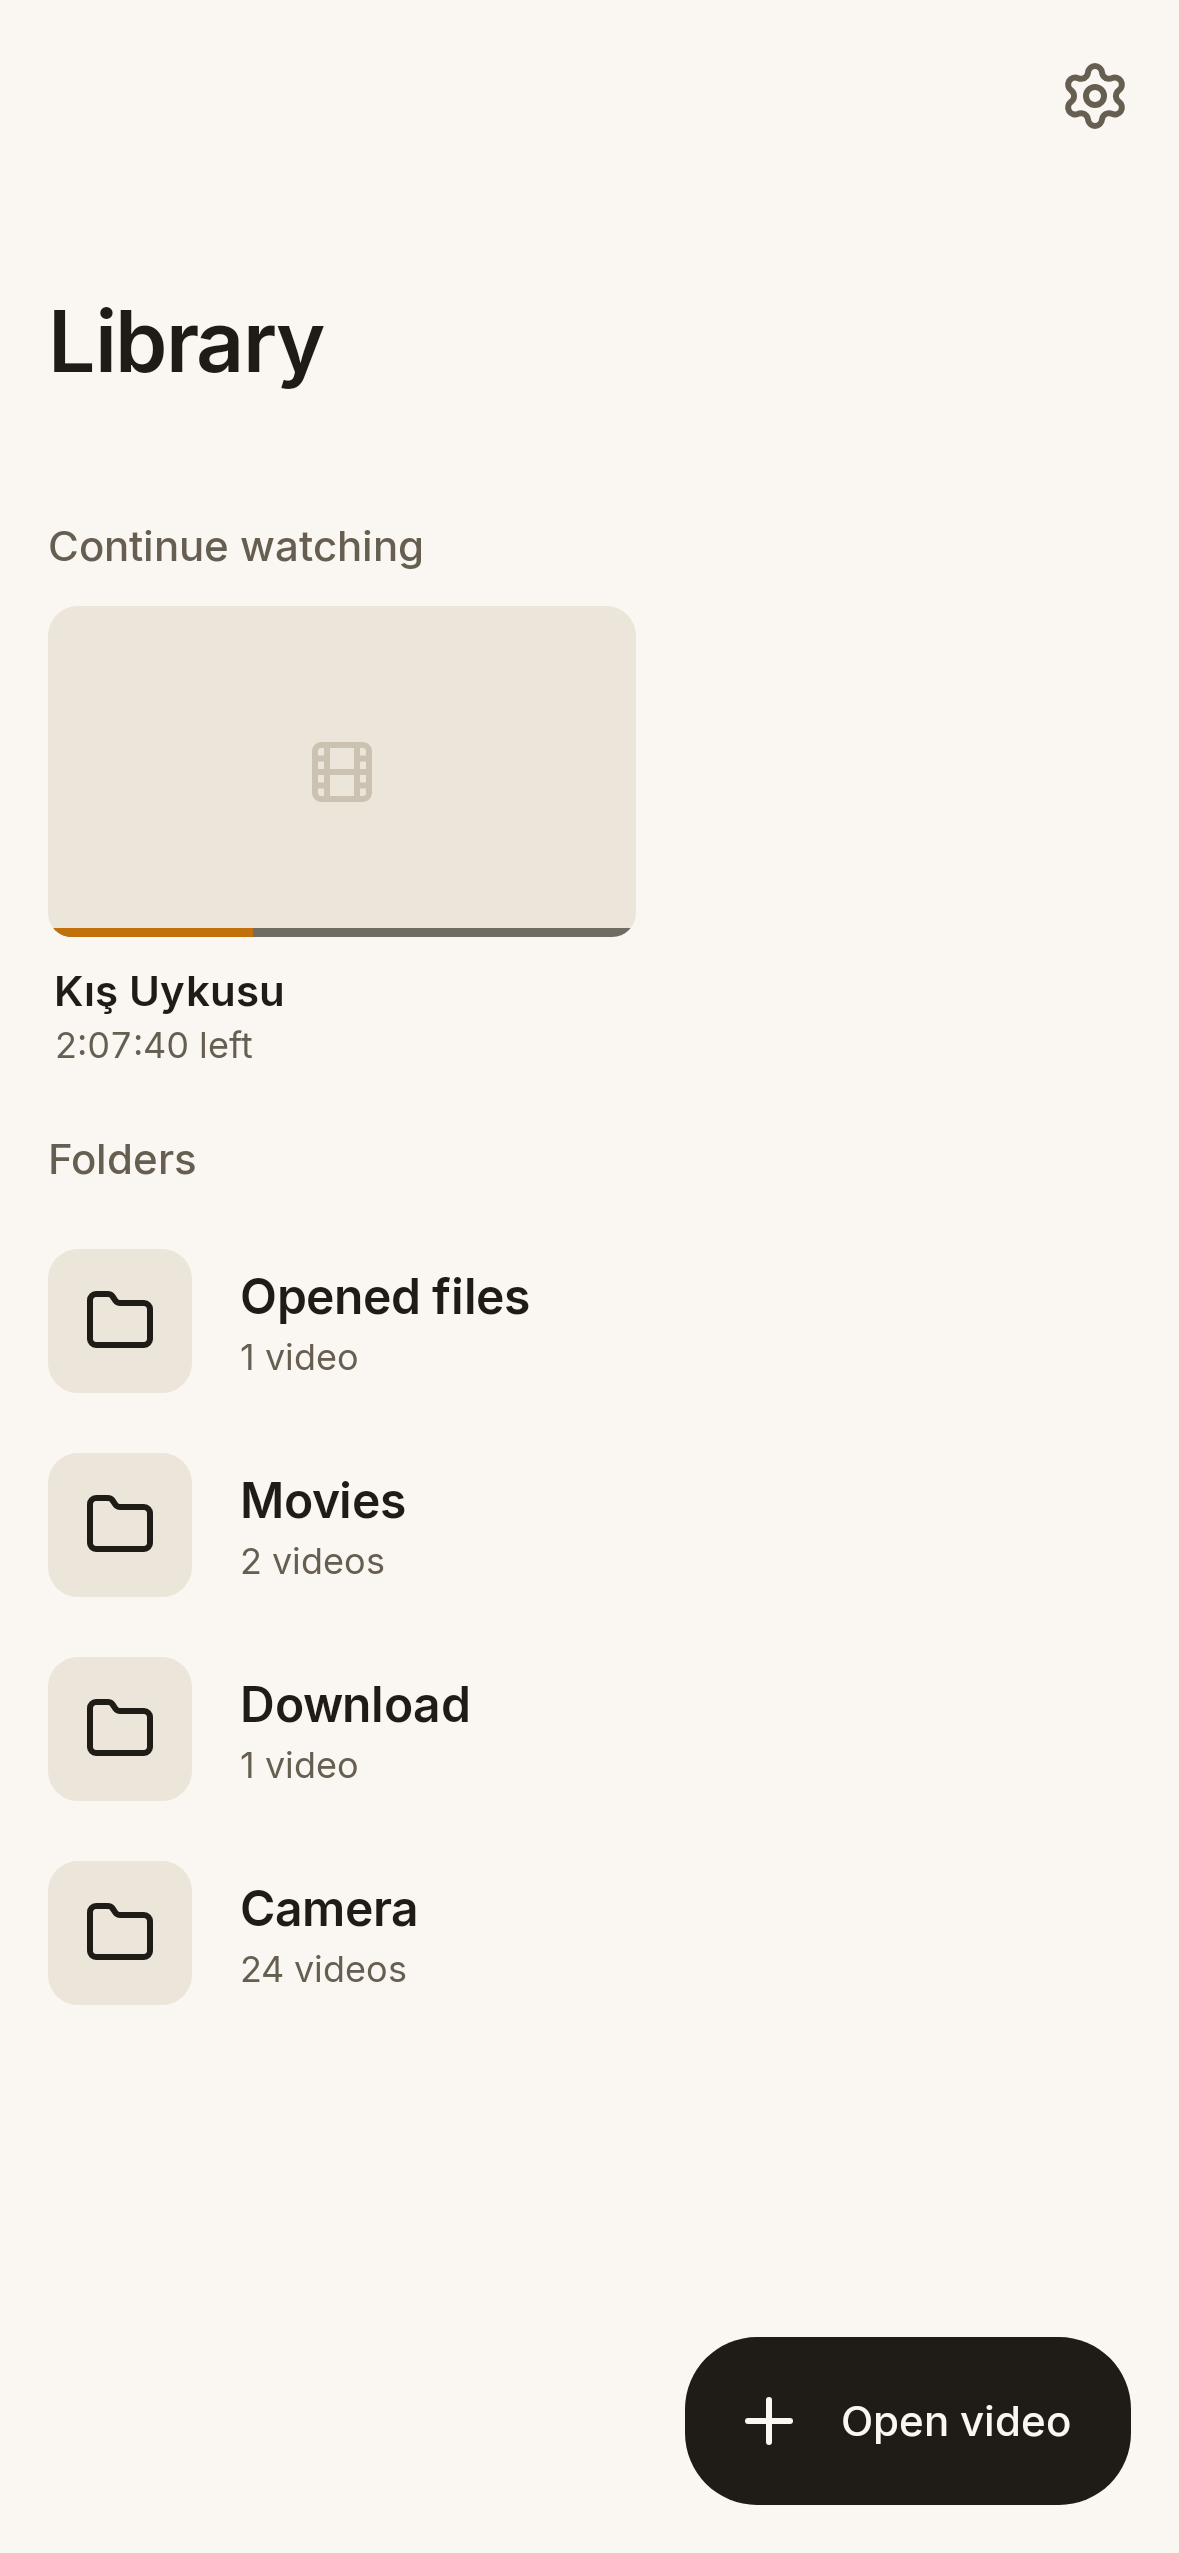 Library
Continue watching
Kış Uykusu
2:07:40 left
Folders
Opened files
1 video
Movies
2 videos
Download
1 video
Camera
24 videos
Open video